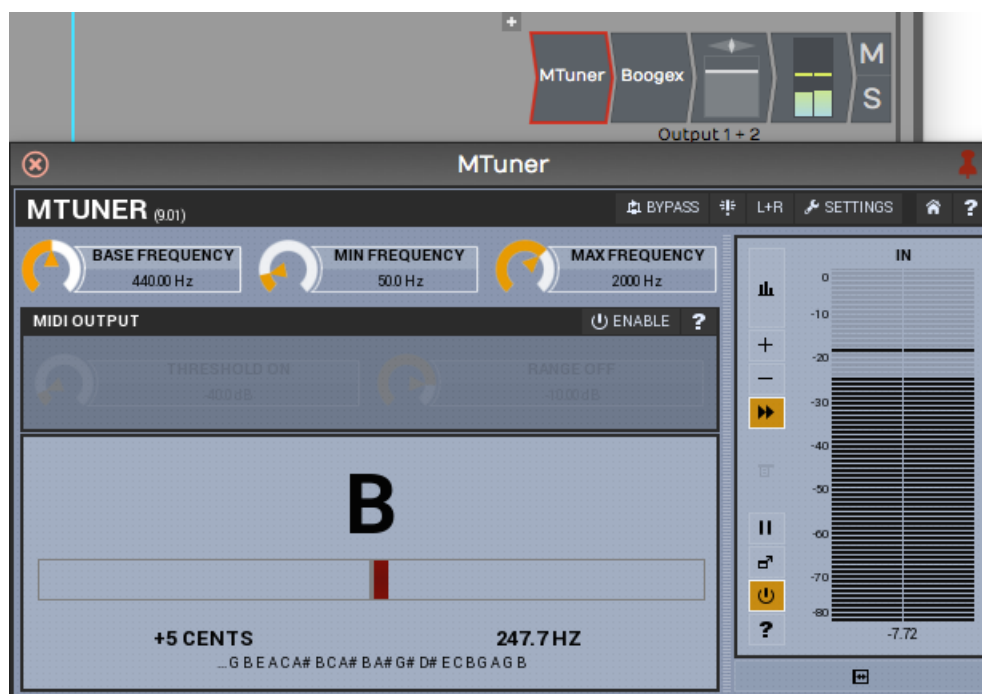 MTuner
Boogex
M
S
Output 1 + 2
MTuner
MTUNER (9.01)
BYPASS
L+R
SETTINGS
?
BASE FREQUENCY
440.00 Hz
MIN FREQUENCY
50.0 Hz
MAX FREQUENCY
2000 Hz
MIDI OUTPUT
ENABLE
?
THRESHOLD ON
-40.0 dB
RANGE OFF
-10.00 dB
B
+5 CENTS
247.7 HZ
...G B E A C A# B C A# B A# G# D# E C B G A G B
IN
0
-10
-20
-30
-40
-50
-60
-70
-80
-7.72
?